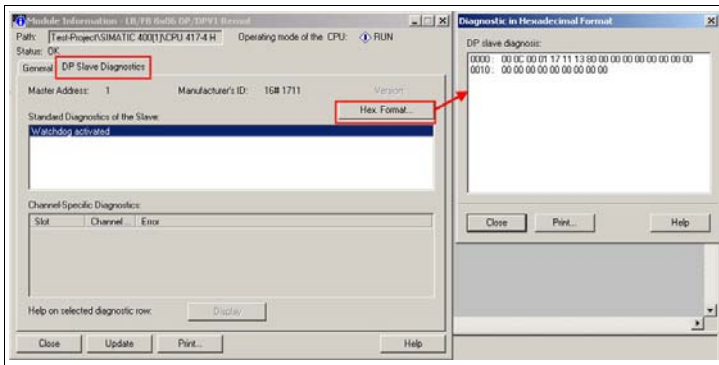 Module Information - LB/FB 8x06 DP/DPV1 Remot
Path: Test-Project\SIMATIC 400(1)\CPU 417-4 H Operating mode of the CPU: RUN
Status: OK
General DP Slave Diagnostics
Master Address: 1 Manufacturer's ID: 16# 1711 Version:
Hex. Format...
Standard Diagnostics of the Slave:
Watchdog activated
Channel-Specific Diagnostics:
Slot Channel... Error
Help on selected diagnostic row: Display
Close Update Print... Help
Diagnostic in Hexadecimal Format
DP slave diagnosis:
0000 : 00 0C 00 01 17 11 13 80 00 00 00 00 00 00 00 00
0010 : 00 00 00 00 00 00 00 00
Close Print... Help